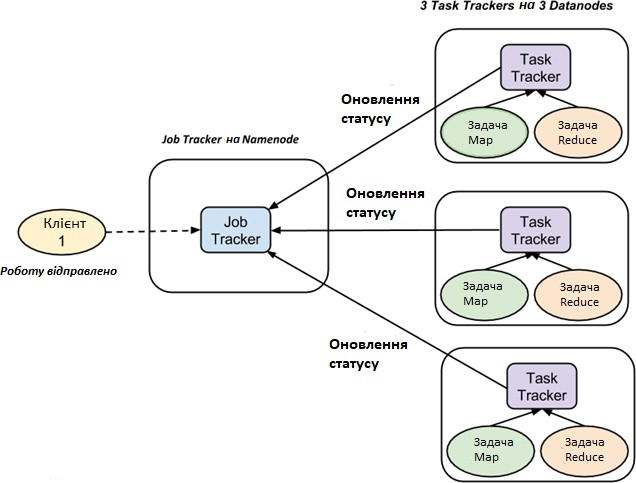 3 Task Trackers на 3 Datanodes
Task
Tracker
Задача
Map
Задача
Reduce
Оновлення
статусу
Job Tracker на Namenode
Job
Tracker
Клієнт
1
Роботу відправлено
Оновлення
статусу
Task
Tracker
Задача
Map
Задача
Reduce
Оновлення
статусу
Task
Tracker
Задача
Map
Задача
Reduce